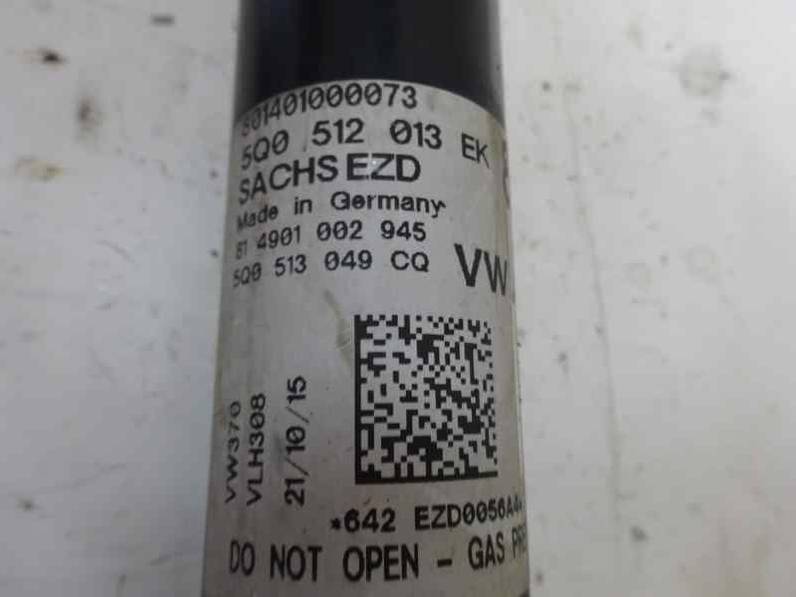 801401000073
5Q0 512 013 EK
SACHS EZD
Made in Germany
81 4901 002 945
5Q0 513 049 CQ
VW
VW370
VLH308
21/10/15
*642 EZD0056A4
DO NOT OPEN - GAS